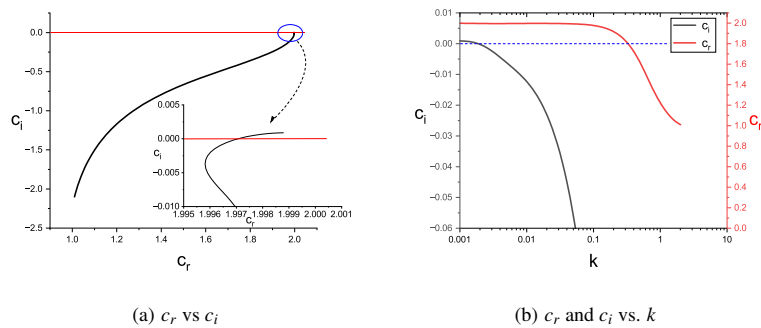 0.0
-0.5
-1.0
-1.5
-2.0
-2.5
c_i
1.0 1.2 1.4 1.6 1.8 2.0
c_r
0.005
0.000
-0.005
-0.010
c_i
1.995 1.996 1.997 1.998 1.999 2.000 2.001
c_r
(a) c_r vs c_i
0.01
0.00
-0.01
-0.02
-0.03
-0.04
-0.05
-0.06
c_i
0.001 0.01 0.1 1 10
k
c_i
c_r
2.0
1.8
1.6
1.4
1.2
1.0
0.8
0.6
0.4
0.2
0.0
c_r
(b) c_r and c_i vs. k